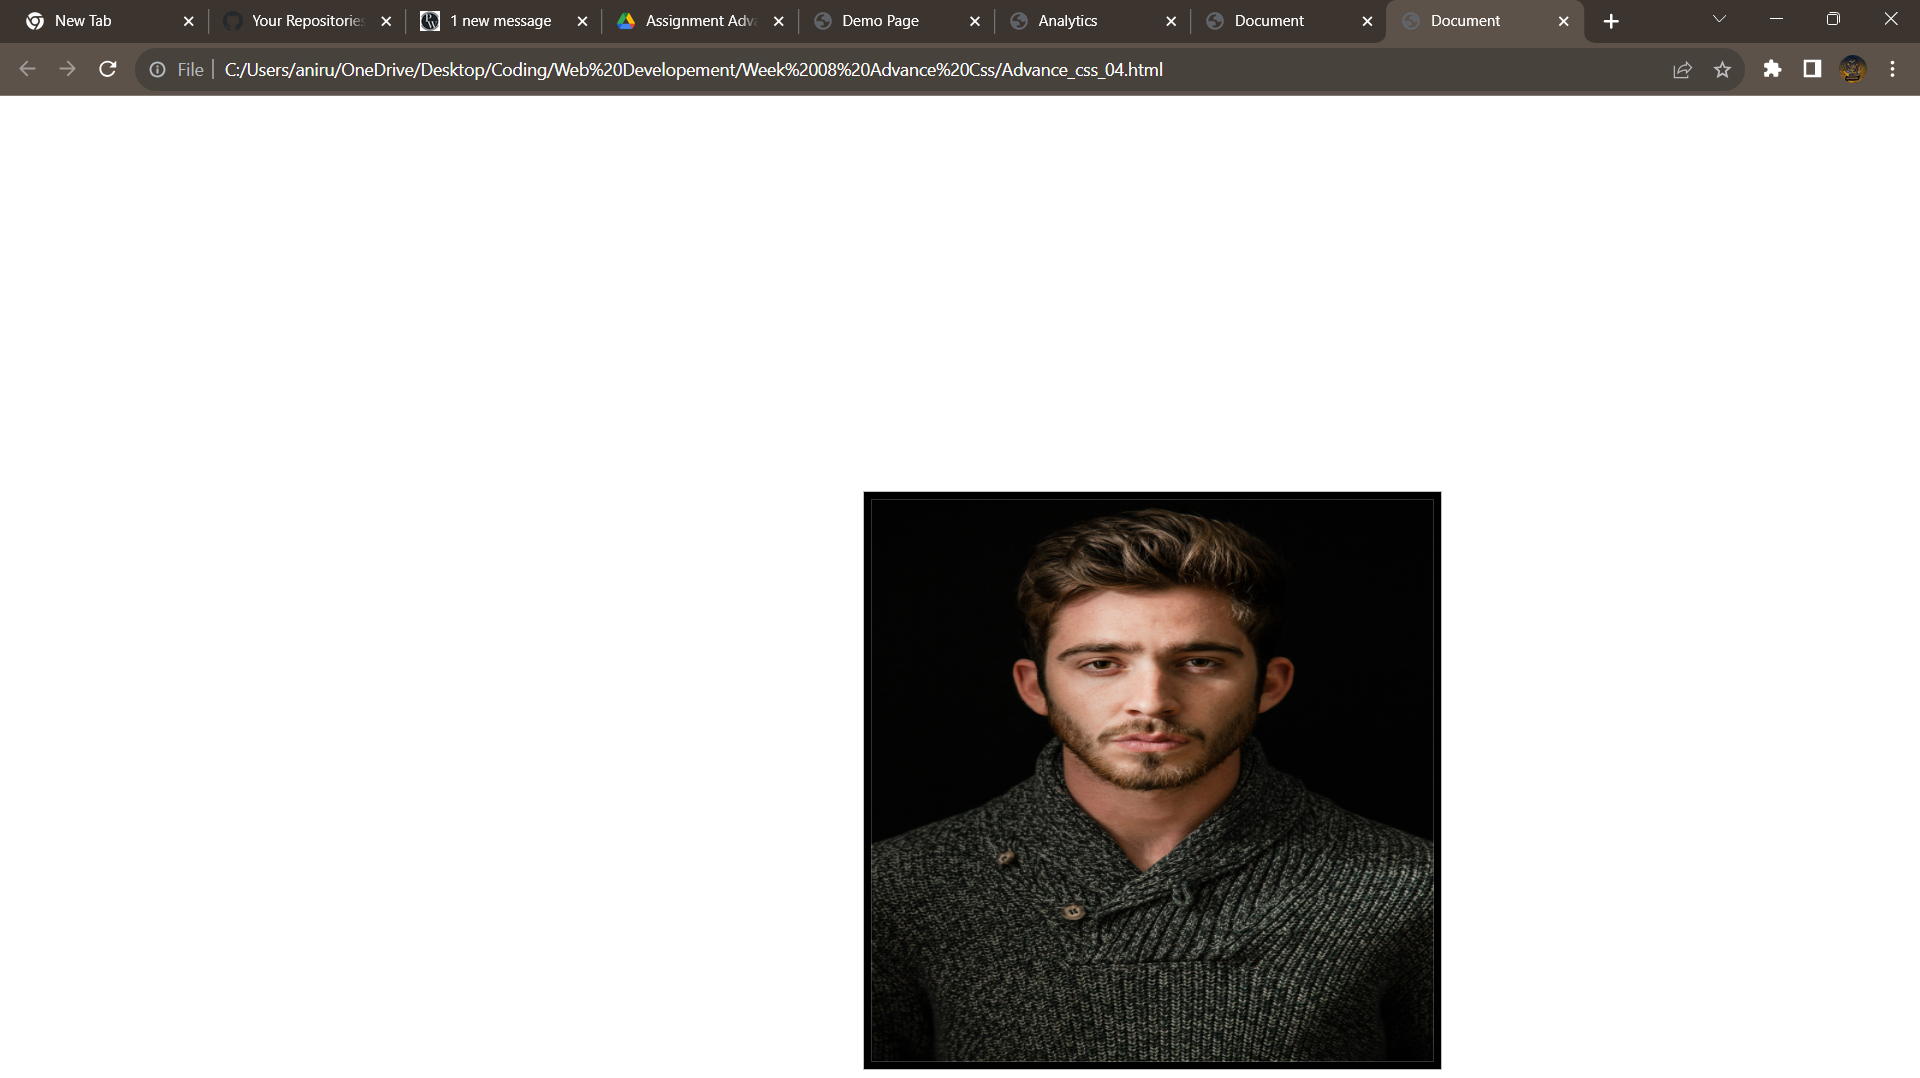 New Tab
Your Repositories
1 new message
Assignment Adva
Demo Page
Analytics
Document
Document
File
C:/Users/aniru/OneDrive/Desktop/Coding/Web%20Developement/Week%2008%20Advance%20Css/Advance_css_04.html